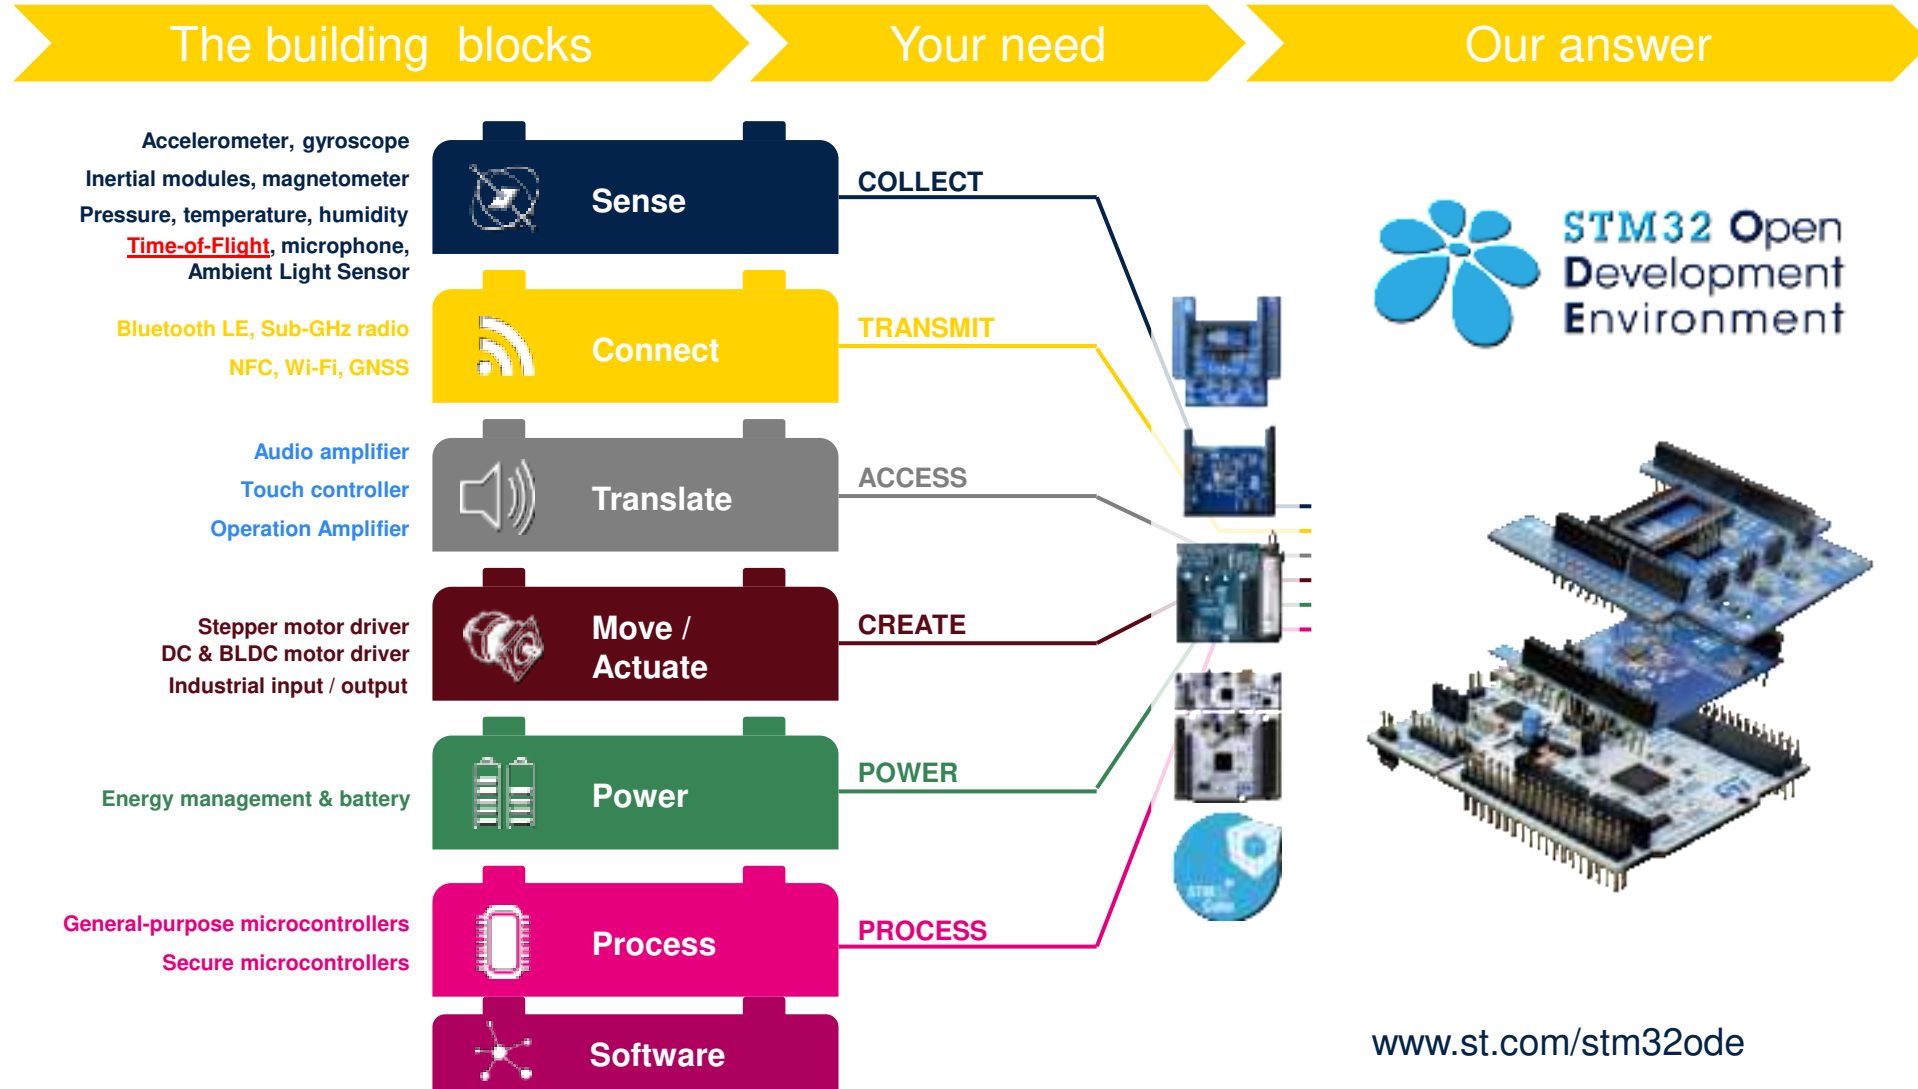 The building blocks
Your need
Our answer
Accelerometer, gyroscope
Inertial modules, magnetometer
Pressure, temperature, humidity
Time-of-Flight, microphone,
Ambient Light Sensor
Sense
COLLECT
Bluetooth LE, Sub-GHz radio
NFC, Wi-Fi, GNSS
Connect
TRANSMIT
Audio amplifier
Touch controller
Operation Amplifier
Translate
ACCESS
Stepper motor driver
DC & BLDC motor driver
Industrial input / output
Move /
Actuate
CREATE
Energy management & battery
Power
POWER
General-purpose microcontrollers
Secure microcontrollers
Process
PROCESS
Software
STM32 Open
Development
Environment
www.st.com/stm32ode